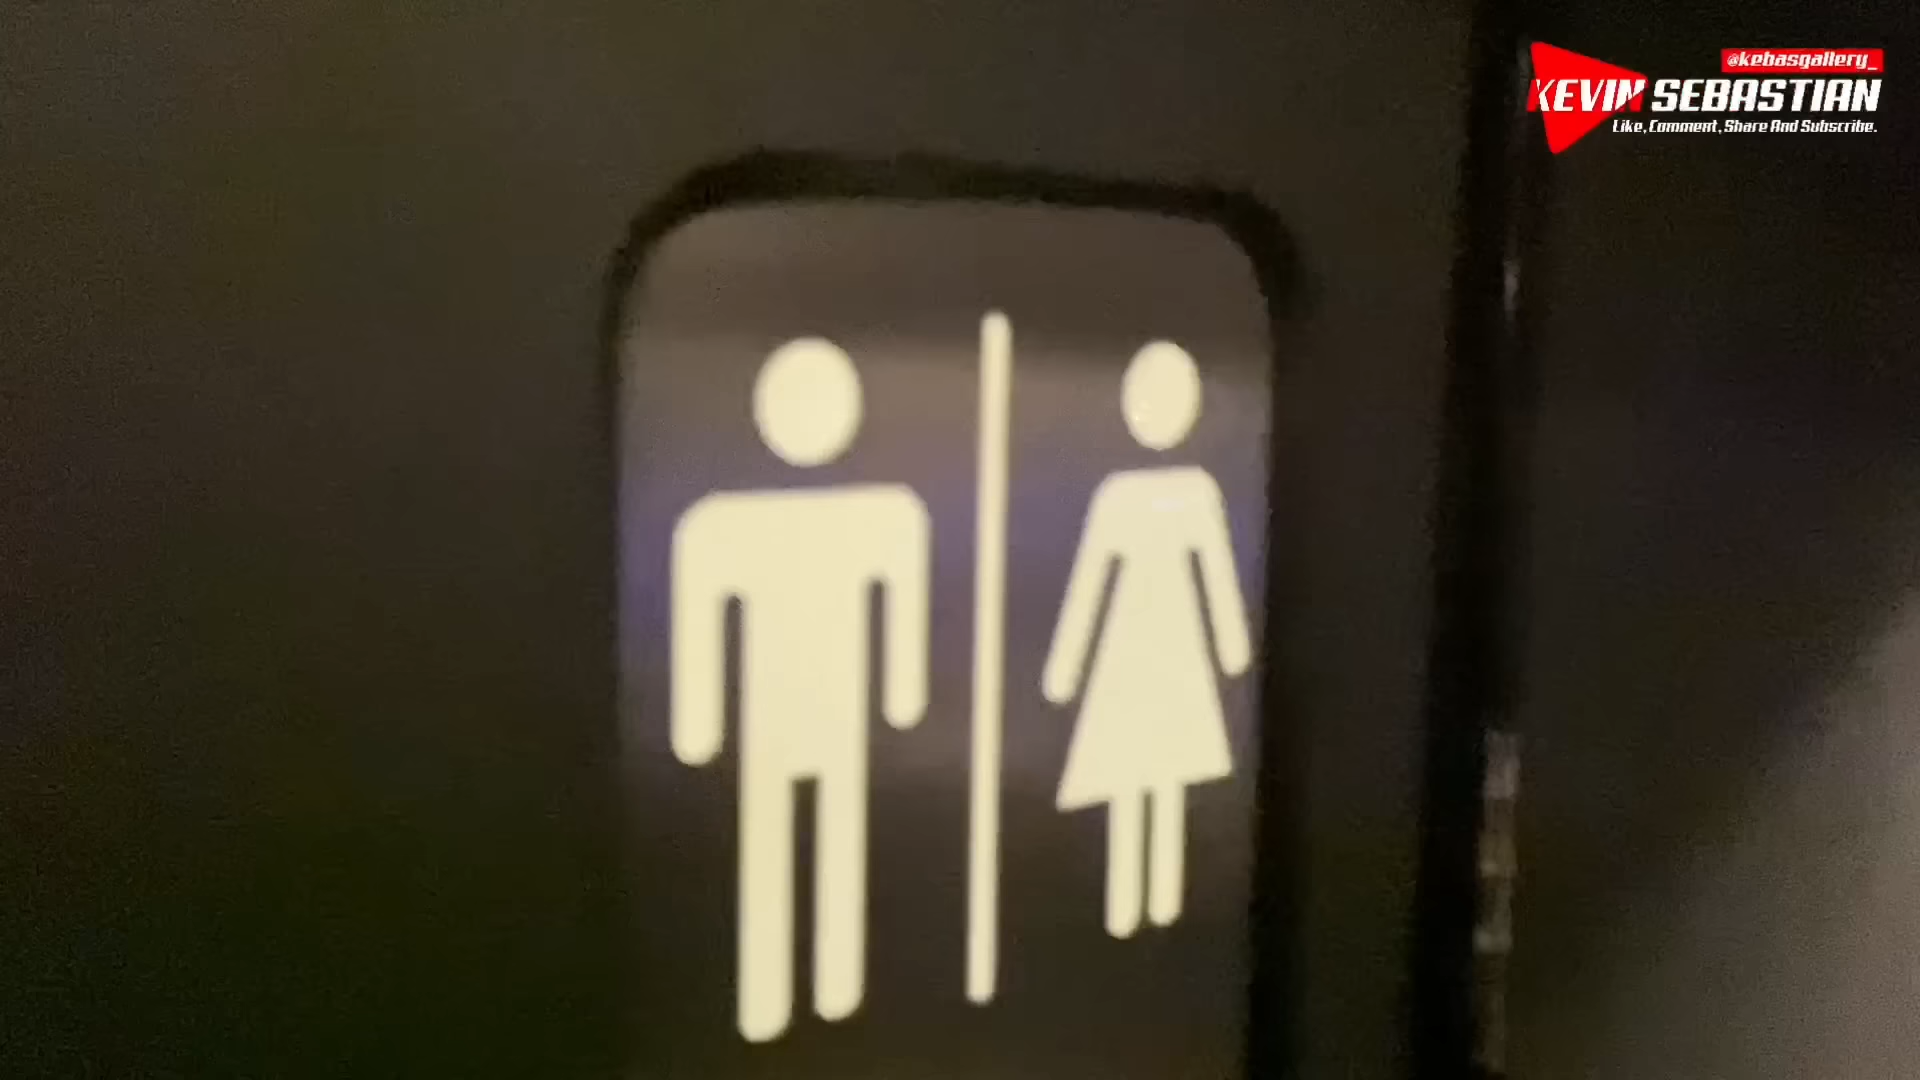 @kebasgallery_
KEVIN SEBASTIAN
Like, Comment, Share And Subscribe.